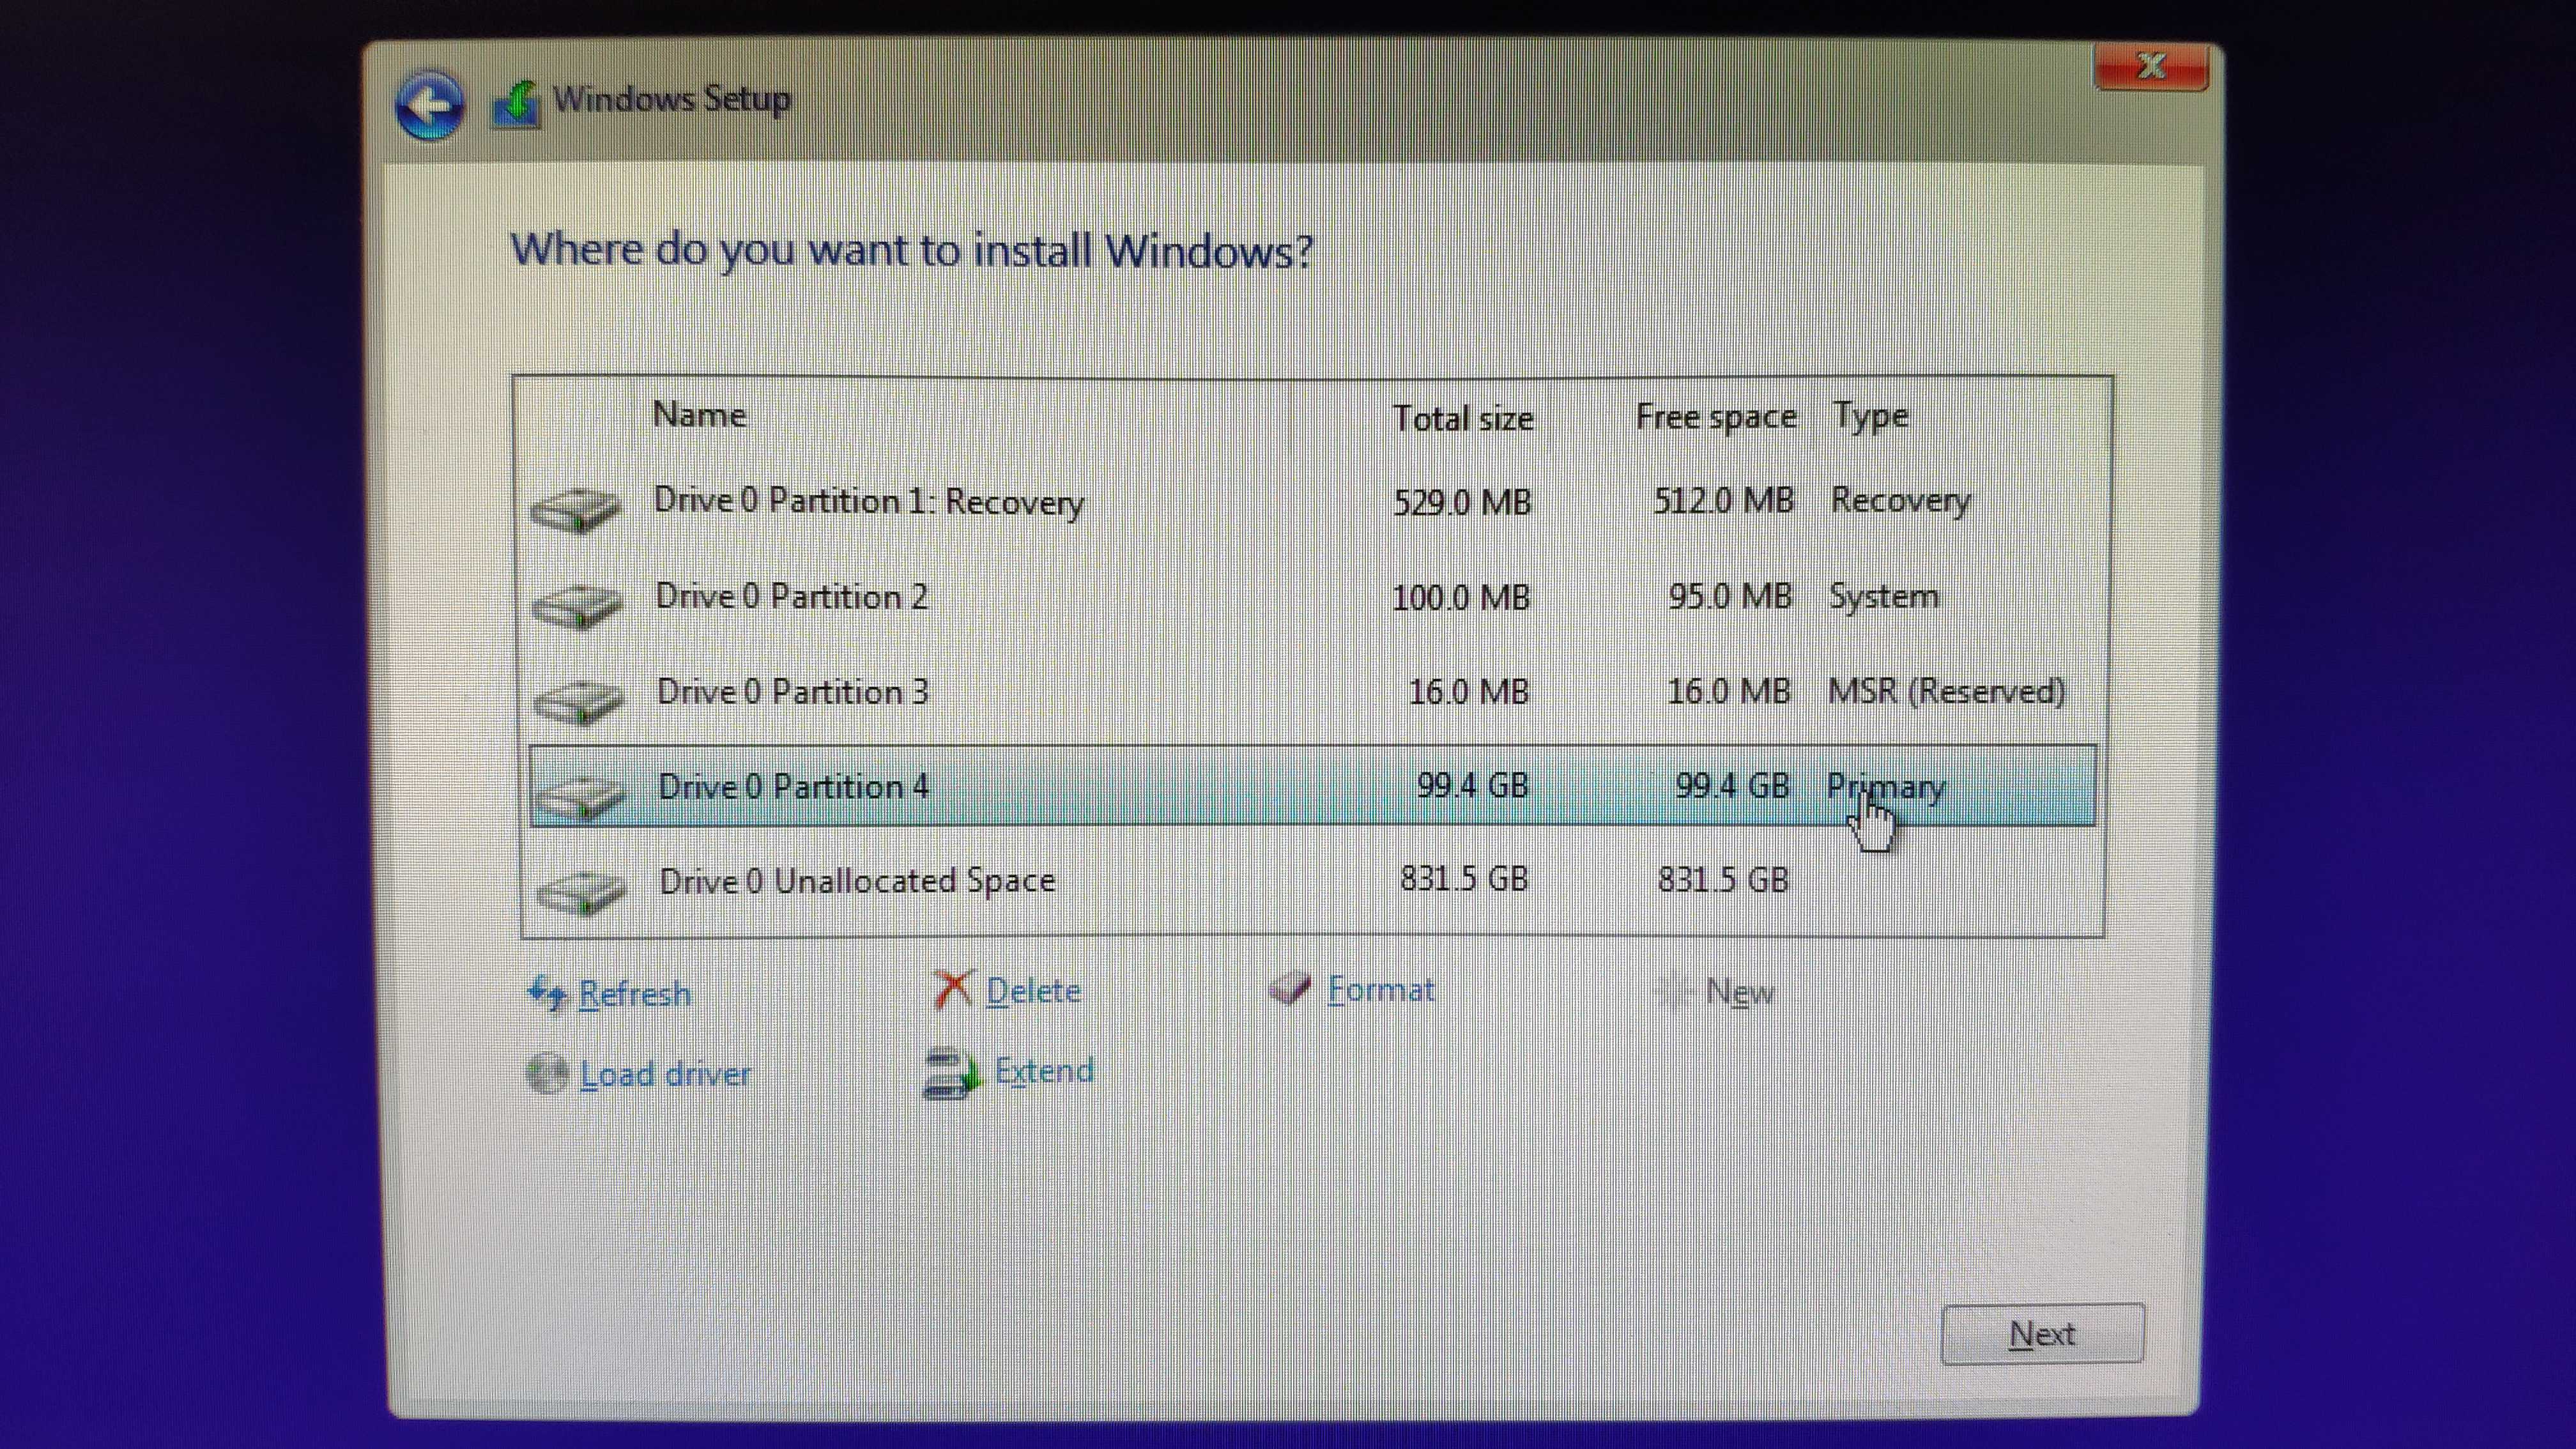 Windows Setup
Where do you want to install Windows?
Name Total size Free space Type
Drive 0 Partition 1: Recovery 529.0 MB 512.0 MB Recovery
Drive 0 Partition 2 100.0 MB 95.0 MB System
Drive 0 Partition 3 16.0 MB 16.0 MB MSR (Reserved)
Drive 0 Partition 4 99.4 GB 99.4 GB Primary
Drive 0 Unallocated Space 831.5 GB 831.5 GB
Refresh Delete Format New
Load driver Extend
Next